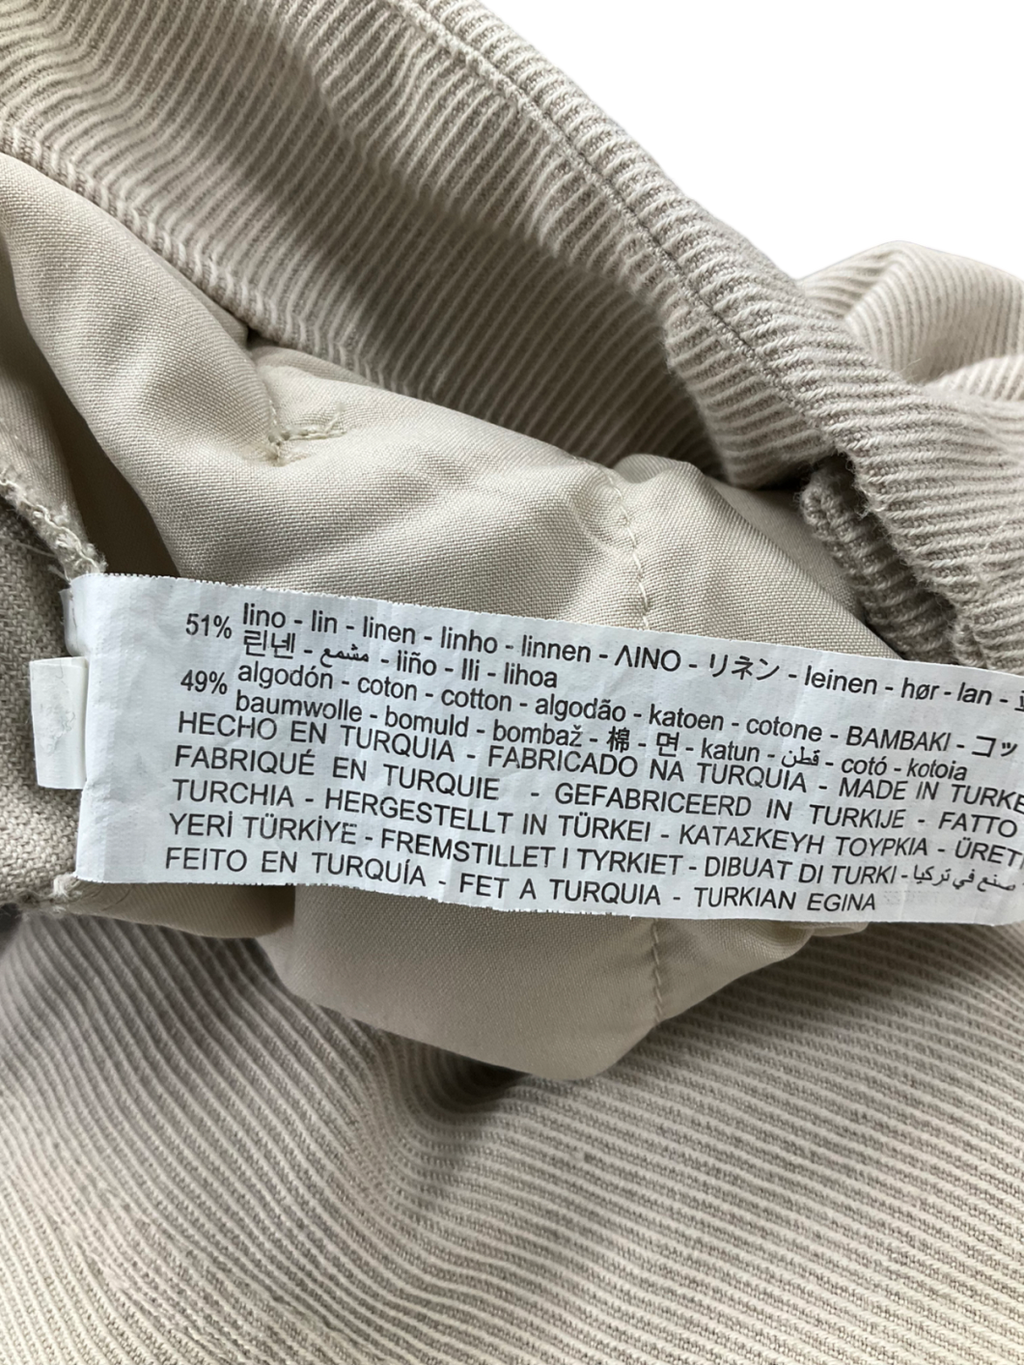 51% lino - lin - linen - linho - linnen - ΛΙΝΟ - リネン - leinen - hør - lan -
린넨 - مشمع - liño - lli - lihoa
49% algodón - coton - cotton - algodão - katoen - cotone - BAMBAKI - コッ
baumwolle - bomuld - bombaž - 棉 - 면 - katun - قطن - cotó - kotoia
HECHO EN TURQUIA - FABRICADO NA TURQUIA - MADE IN TURKE
FABRIQUÉ EN TURQUIE - GEFABRICEERD IN TURKIJE - FATTO
TURCHIA - HERGESTELLT IN TÜRKEI - ΚΑΤΑΣΚΕΥΗ ΤΟΥΡΚΙΑ - ÜRETİ
YERİ TÜRKİYE - FREMSTILLET I TYRKIET - DIBUAT DI TURKI - صنع في تركيا -
FEITO EN TURQUÍA - FET A TURQUIA - TURKIAN EGINA